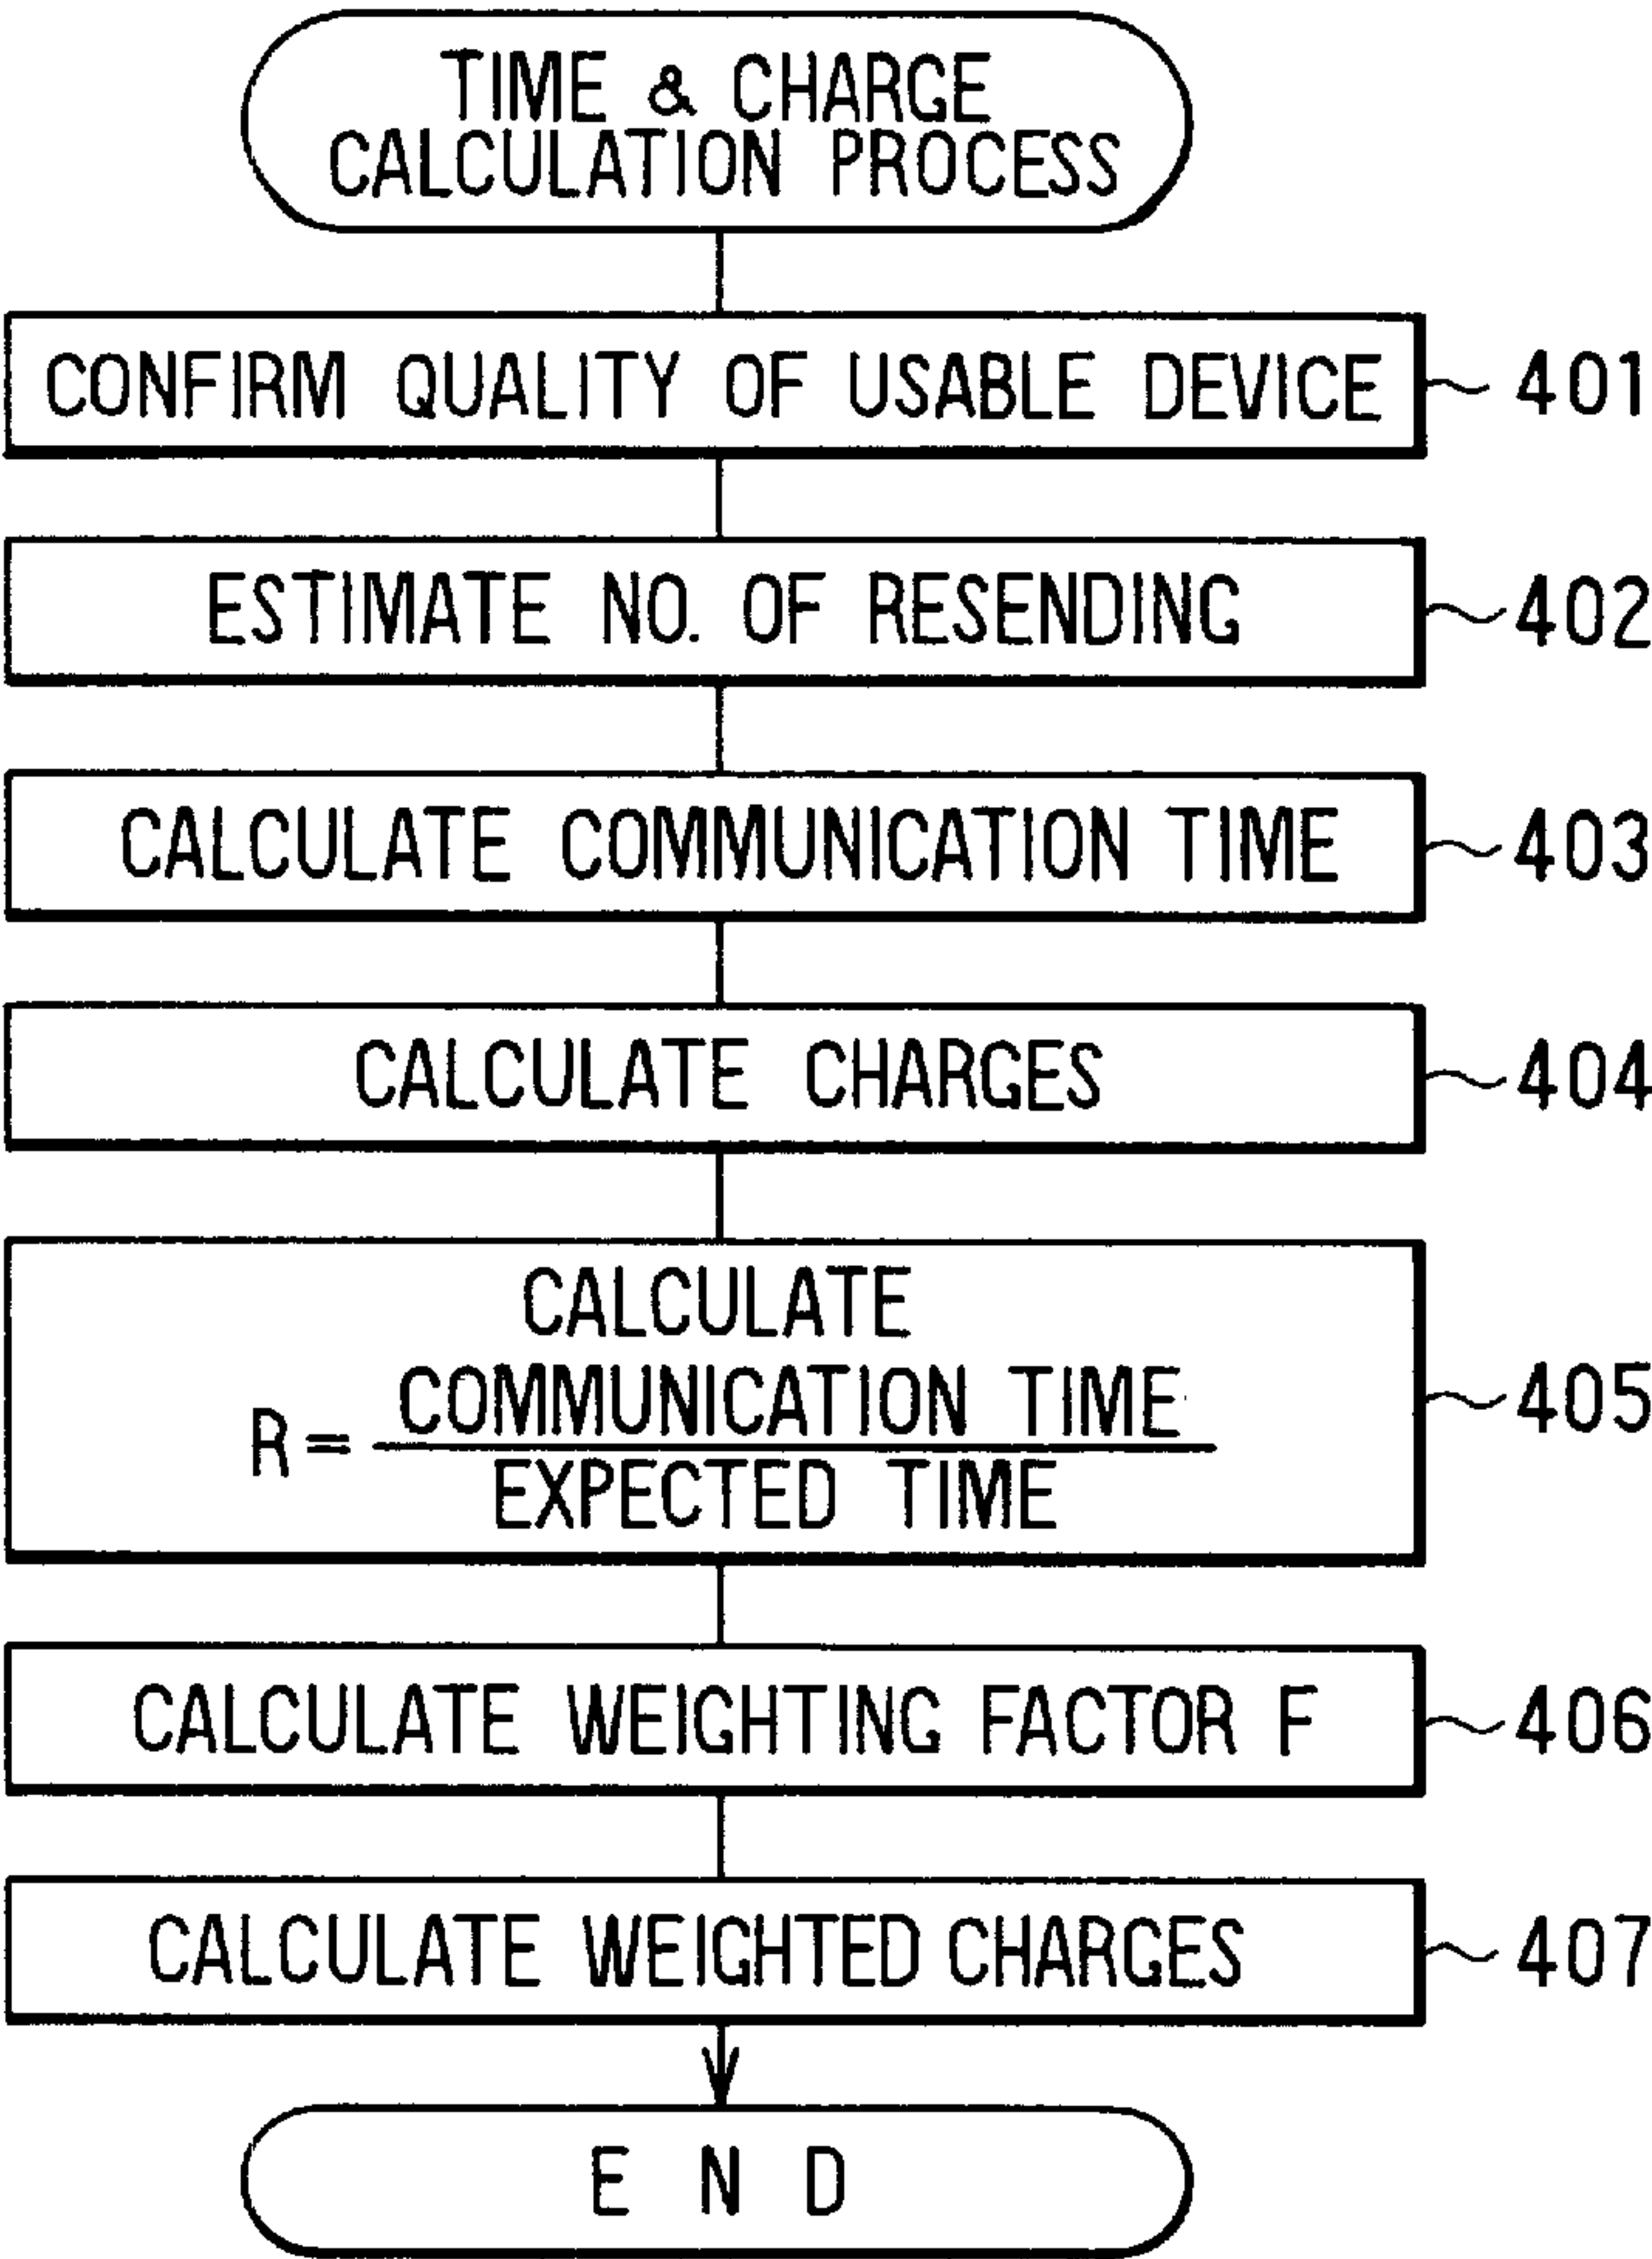 TIME & CHARGE
CALCULATION PROCESS
CONFIRM QUALITY OF USABLE DEVICE 401
ESTIMATE NO. OF RESENDING 402
CALCULATE COMMUNICATION TIME 403
CALCULATE CHARGES 404
CALCULATE
COMMUNICATION TIME
R= 405
EXPECTED TIME
CALCULATE WEIGHTING FACTOR F 406
CALCULATE WEIGHTED CHARGES 407
END